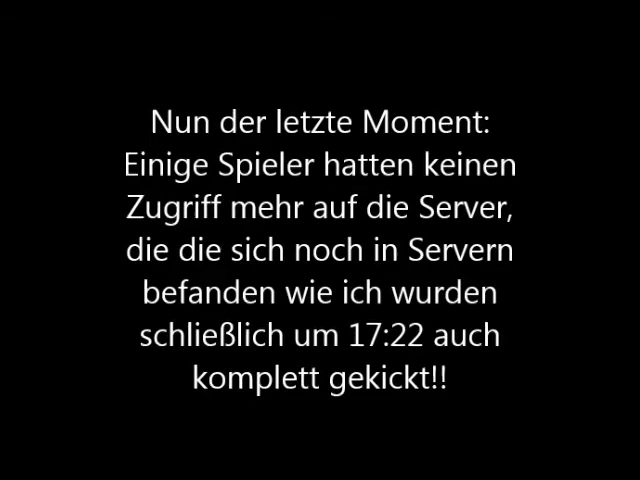 Nun der letzte Moment:
Einige Spieler hatten keinen
Zugriff mehr auf die Server,
die die sich noch in Servern
befanden wie ich wurden
schließlich um 17:22 auch
komplett gekickt!!